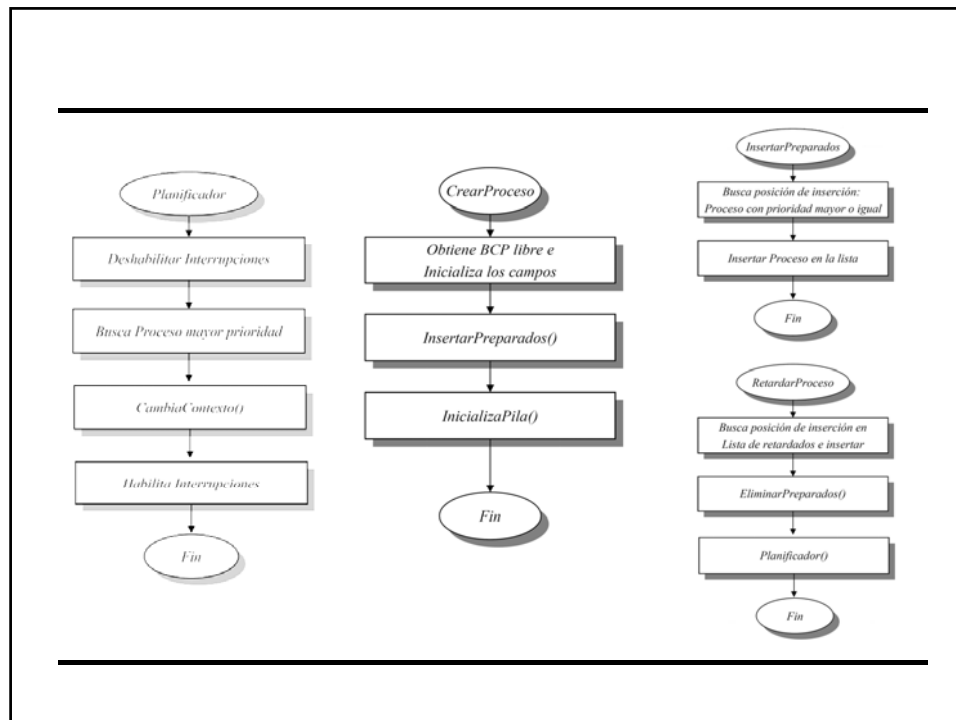 Planificador
Deshabilitar Interrupciones
Busca Proceso mayor prioridad
CambiaContexto()
Habilita Interrupciones
Fin
CrearProceso
Obtiene BCP libre e
Inicializa los campos
InsertarPreparados()
InicializaPila()
Fin
InsertarPreparados
Busca posición de inserción:
Proceso con prioridad mayor o igual
Insertar Proceso en la lista
Fin
RetardarProceso
Busca posición de inserción en
Lista de retardados e insertar
EliminarPreparados()
Planificador()
Fin